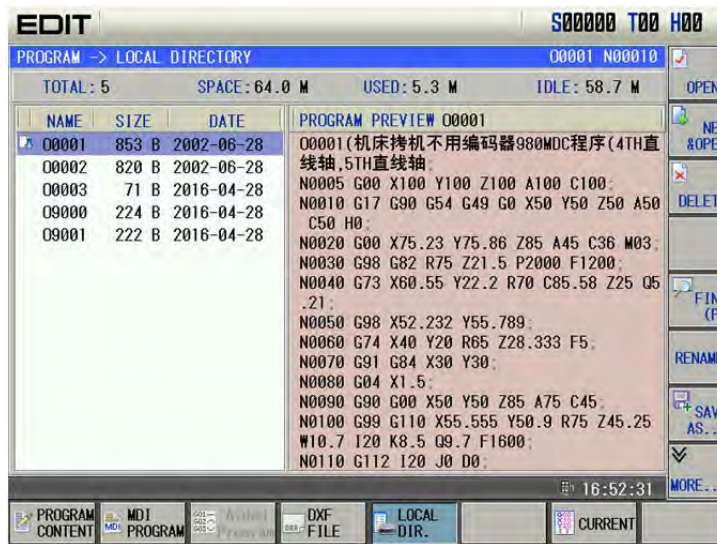 EDIT
S00000 T00 H00
PROGRAM -> LOCAL DIRECTORY
O0001 N00010
TOTAL: 5 SPACE: 64.0 M USED: 5.3 M IDLE: 58.7 M
NAME SIZE DATE
O0001 853 B 2002-06-28
O0002 820 B 2002-06-28
O0003 71 B 2016-04-28
O9000 224 B 2016-04-28
O9001 222 B 2016-04-28
PROGRAM PREVIEW O0001
O0001(机床拷机不用编码器980MDC程序(4TH直
线轴,5TH直线轴;
N0005 G00 X100 Y100 Z100 A100 C100;
N0010 G17 G90 G54 G49 G0 X50 Y50 Z50 A50
C50 H0;
N0020 G00 X75.23 Y75.86 Z85 A45 C36 M03;
N0030 G98 G82 R75 Z21.5 P2000 F1200;
N0040 G73 X60.55 Y22.2 R70 C85.58 Z25 Q5
.21;
N0050 G98 X52.232 Y55.789;
N0060 G74 X40 Y20 R65 Z28.333 F5;
N0070 G91 G84 X30 Y30;
N0080 G04 X1.5;
N0090 G90 G00 X50 Y50 Z85 A75 C45;
N0100 G99 G110 X55.555 Y50.9 R75 Z45.25
W10.7 I20 K8.5 Q9.7 F1600;
N0110 G112 I20 J0 D0;
16:52:31
OPEN
NE
&OPE
DELET
FIN
(P
RENAM
SAV
AS..
MORE..
PROGRAM
CONTENT
MDI
PROGRAM
DXF
FILE
LOCAL
DIR.
CURRENT